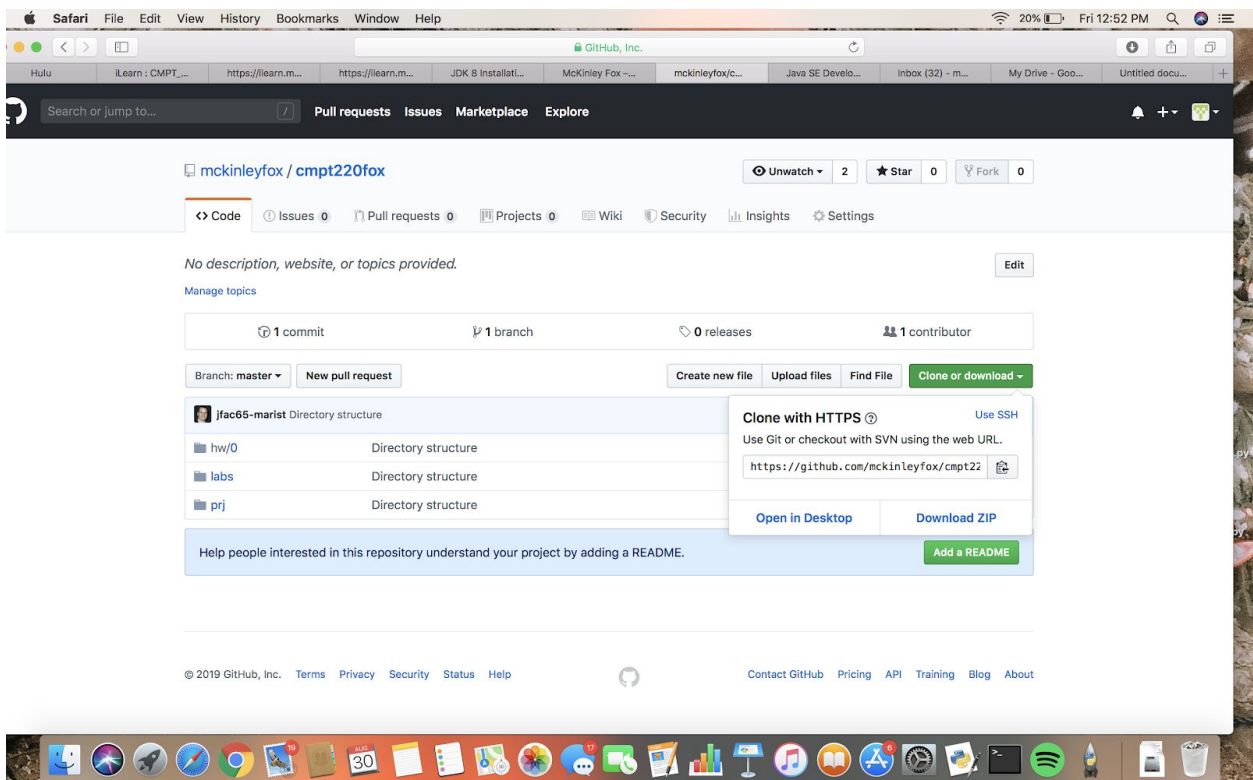 Safari File Edit View History Bookmarks Window Help 20% Fri 12:52 PM
GitHub, Inc.
Hulu iLearn : CMPT_... https://ilearn.m... https://ilearn.m... JDK 8 Installati... McKinley Fox –... mckinleyfox/c... Java SE Develo... Inbox (32) - m... My Drive - Goo... Untitled docu... +
Search or jump to... / Pull requests Issues Marketplace Explore
mckinleyfox / cmpt220fox Unwatch 2 Star 0 Fork 0
Code Issues 0 Pull requests 0 Projects 0 Wiki Security Insights Settings
No description, website, or topics provided. Edit
Manage topics
1 commit 1 branch 0 releases 1 contributor
Branch: master New pull request Create new file Upload files Find File Clone or download
jfac65-marist Directory structure
hw/0 Directory structure
labs Directory structure
prj Directory structure
Clone with HTTPS Use SSH
Use Git or checkout with SVN using the web URL.
https://github.com/mckinleyfox/cmpt22
Open in Desktop Download ZIP
Help people interested in this repository understand your project by adding a README. Add a README
© 2019 GitHub, Inc. Terms Privacy Security Status Help Contact GitHub Pricing API Training Blog About
.py
19 AUG 30 17 6